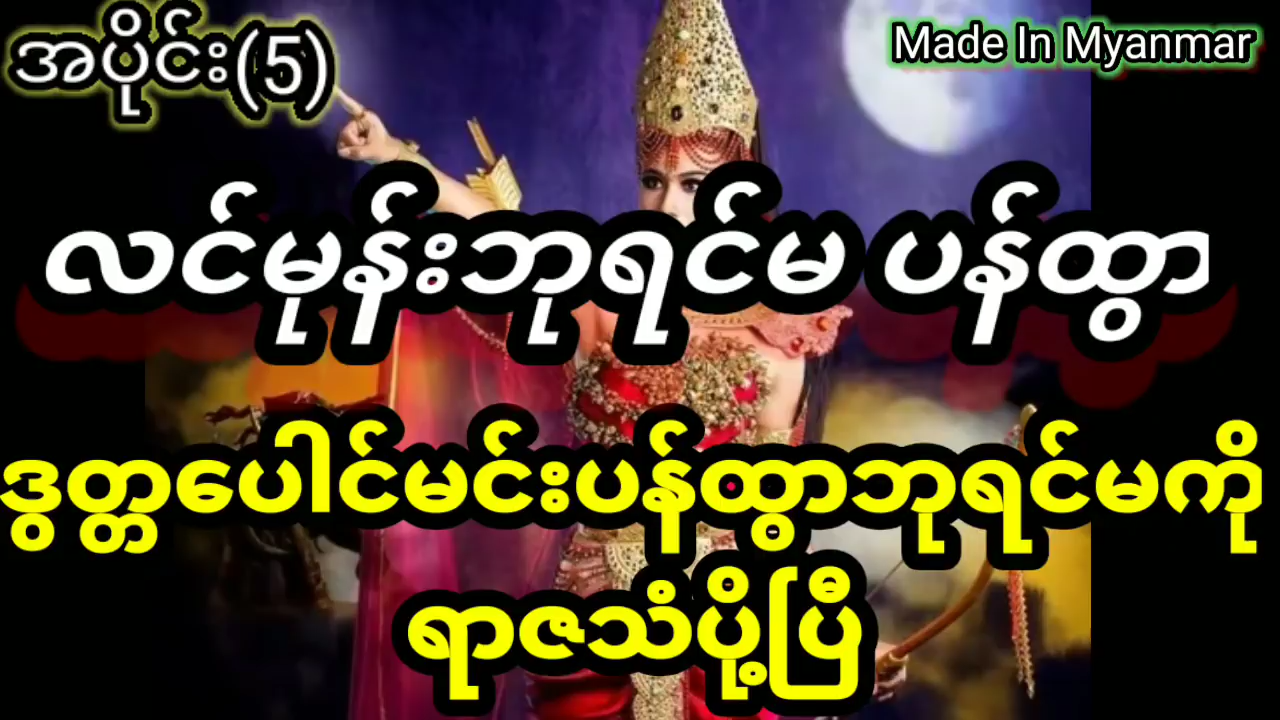 အပိုင်း(5)
Made In Myanmar
လင်မုန်းဘုရင်မ ပန်ထွာ
ဒွတ္တပေါင်မင်းပန်ထွာဘုရင်မကို
ရာဇသံပို့ပြီ